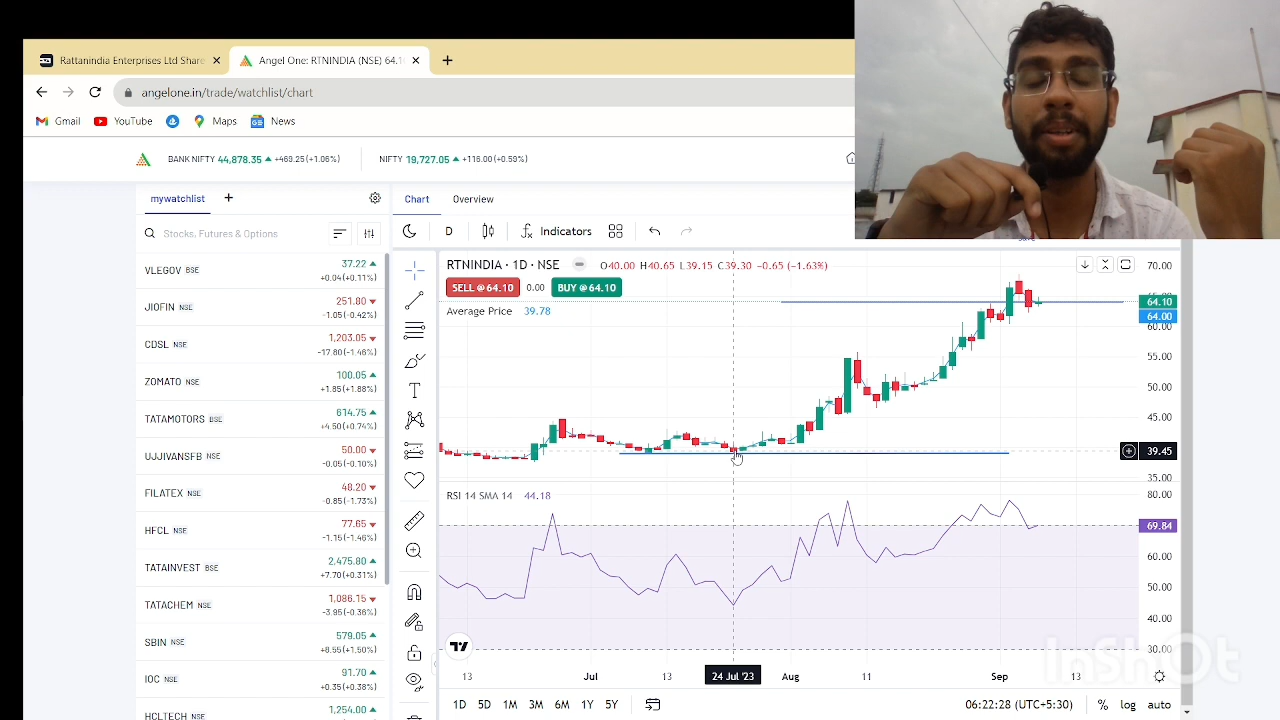 Rattanindia Enterprises Ltd Share
Angel One: RTNINDIA (NSE) 64.1
angelone.in/trade/watchlist/chart
Gmail YouTube Maps News
BANK NIFTY 44,878.35 +469.25 (+1.06%) NIFTY 19,727.05 +116.00 (+0.59%)
mywatchlist +
Stocks, Futures & Options
VLEGOV BSE 37.22
+0.04(+0.11%)
JIOFIN NSE 251.80
-1.05(-0.42%)
CDSL NSE 1,203.05
-17.80(-1.46%)
ZOMATO NSE 100.05
+1.85(+1.88%)
TATAMOTORS BSE 614.75
+4.50(+0.74%)
UJJIVANSFB NSE 50.00
-0.05(-0.10%)
FILATEX NSE 48.20
-0.85(-1.73%)
HFCL NSE 77.65
-1.15(-1.46%)
TATAINVEST BSE 2,475.80
+7.70(+0.31%)
TATACHEM NSE 1,086.15
-3.95(-0.36%)
SBIN NSE 579.05
+8.55(+1.50%)
IOC NSE 91.70
+0.35(+0.38%)
HCLTECH NSE 1,254.00
Chart Overview
D Indicators
RTNINDIA · 1D · NSE O40.00 H40.65 L39.15 C39.30 -0.65 (-1.63%)
SELL @ 64.10 0.00 BUY @ 64.10
Average Price 39.78
70.00
64.10
64.00
60.00
55.00
50.00
45.00
39.45
35.00
RSI 14 SMA 14 44.18
80.00
69.84
60.00
50.00
40.00
30.00
13 Jul 13 24 Jul '23 Aug 11 Sep 13
1D 5D 1M 3M 6M 1Y 5Y 06:22:28 (UTC+5:30) % log auto
InShOt